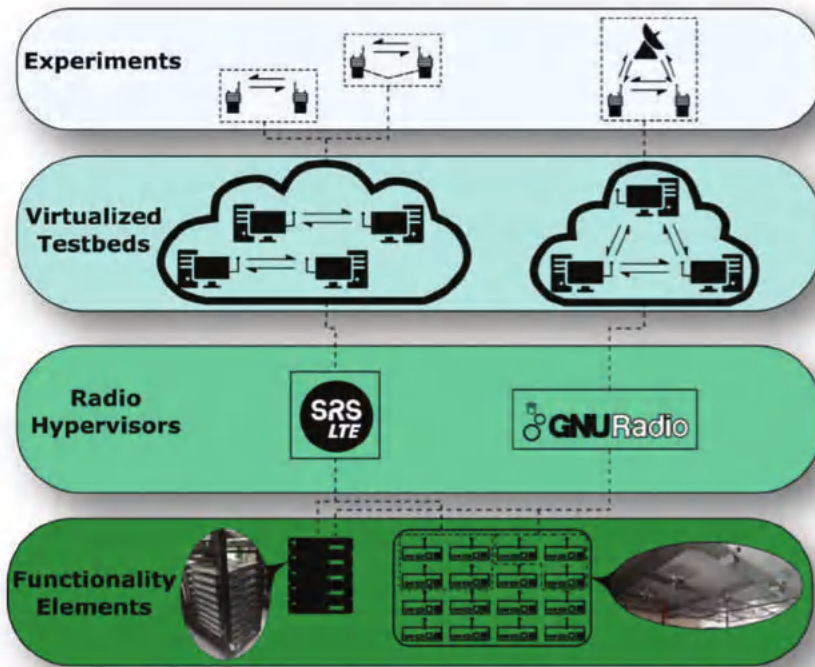 Experiments
Virtualized
Testbeds
Radio
Hypervisors
SRS
LTE
GNURadio
Functionality
Elements